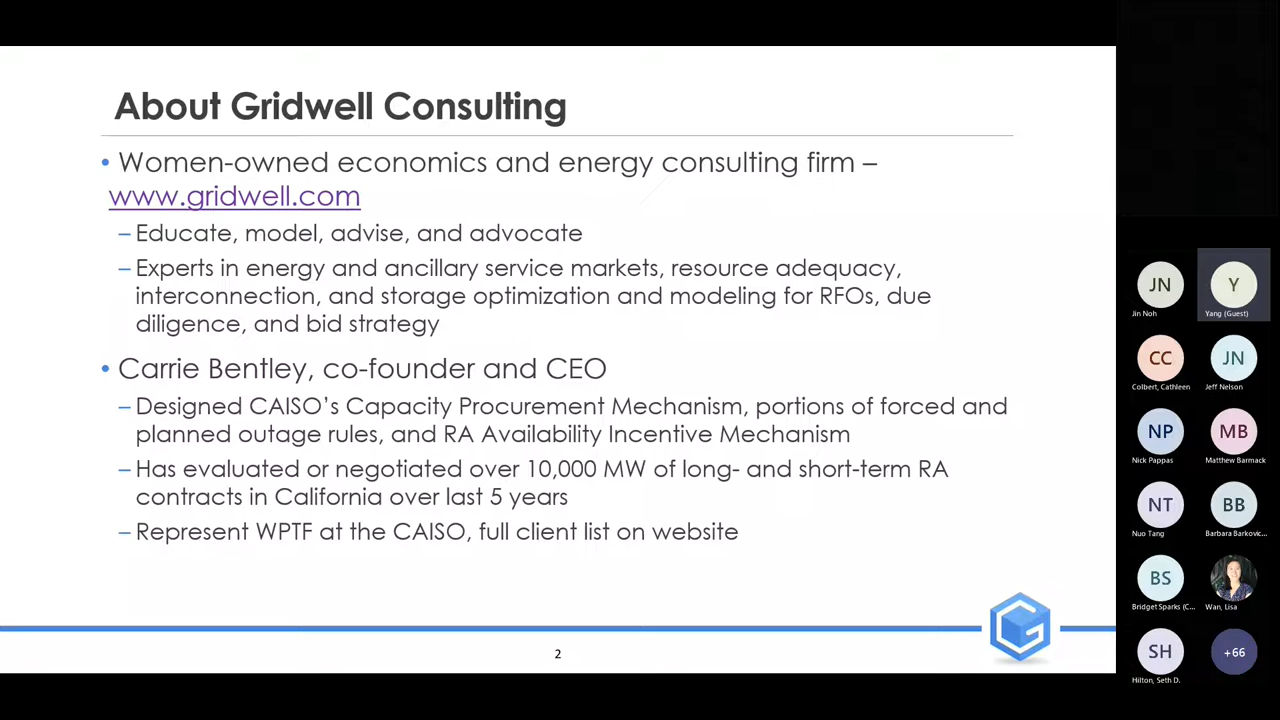 About Gridwell Consulting
• Women-owned economics and energy consulting firm –
www.gridwell.com
– Educate, model, advise, and advocate
– Experts in energy and ancillary service markets, resource adequacy,
interconnection, and storage optimization and modeling for RFOs, due
diligence, and bid strategy
• Carrie Bentley, co-founder and CEO
– Designed CAISO’s Capacity Procurement Mechanism, portions of forced and
planned outage rules, and RA Availability Incentive Mechanism
– Has evaluated or negotiated over 10,000 MW of long- and short-term RA
contracts in California over last 5 years
– Represent WPTF at the CAISO, full client list on website
2
JN
Jin Noh
Y
Yang (Guest)
CC
Colbert, Cathleen
JN
Jeff Nelson
NP
Nick Pappas
MB
Matthew Barmack
NT
Nuo Tang
BB
Barbara Barkovic...
BS
Bridget Sparks (C...
Wan, Lisa
SH
Hilton, Seth D.
+66